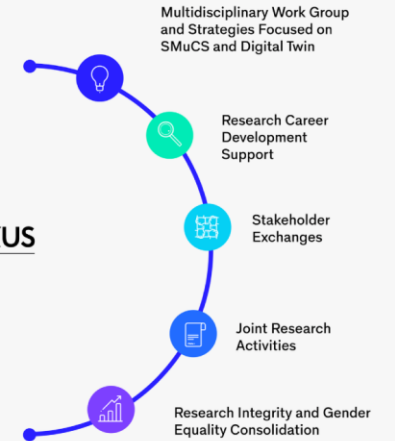 Multidisciplinary Work Group
and Strategies Focused on
SMuCS and Digital Twin
Research Career
Development
Support
Stakeholder
Exchanges
Joint Research
Activities
Research Integrity and Gender
Equality Consolidation